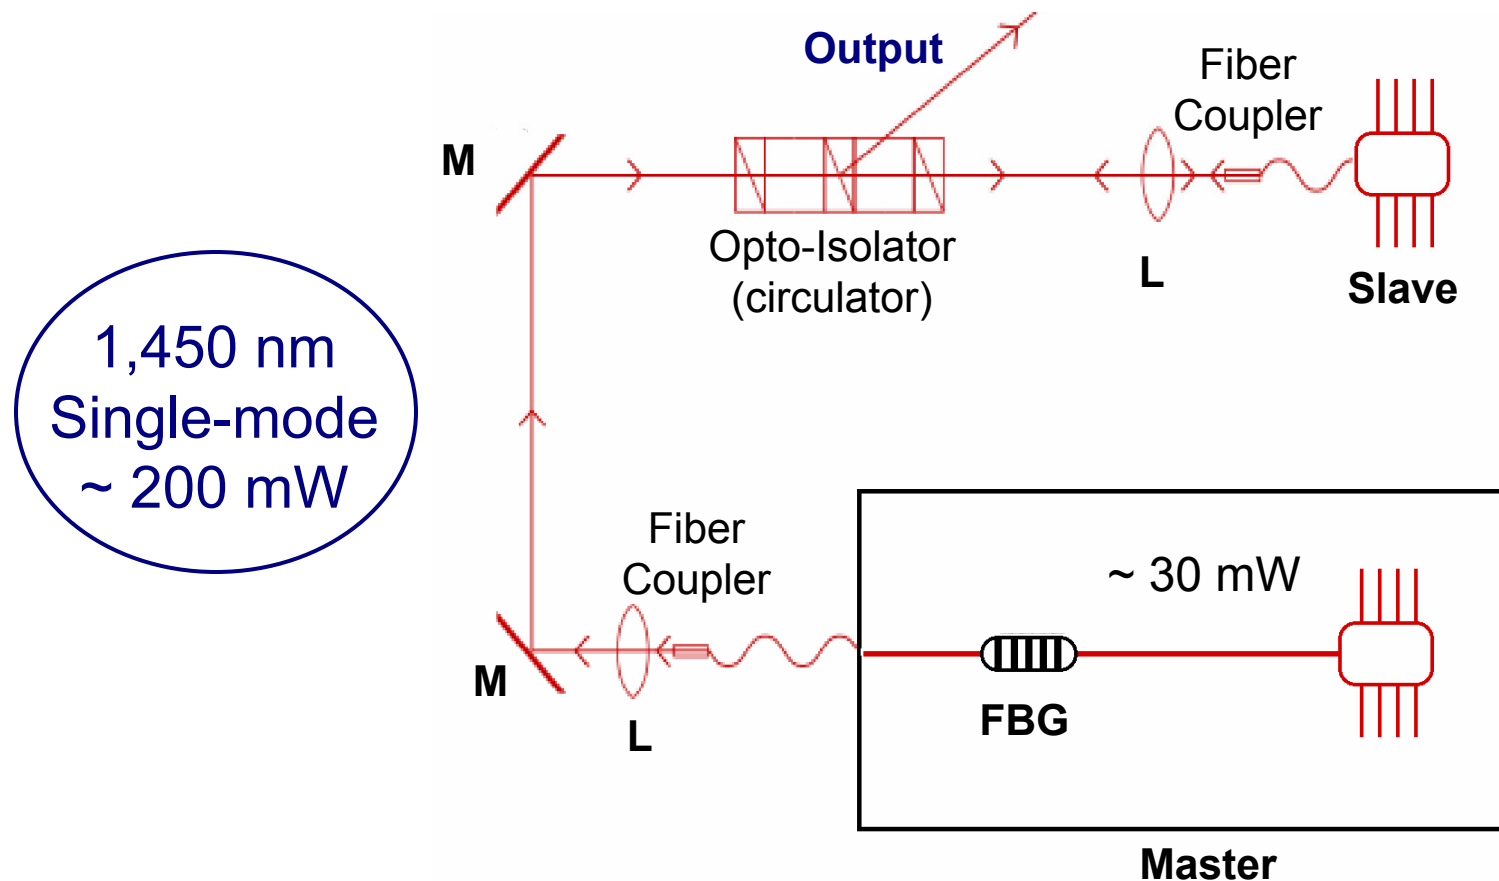 Output
Fiber
Coupler
M
Opto-Isolator
(circulator)
L
Slave
1,450 nm
Single-mode
~ 200 mW
Fiber
Coupler
~ 30 mW
M
L
FBG
Master